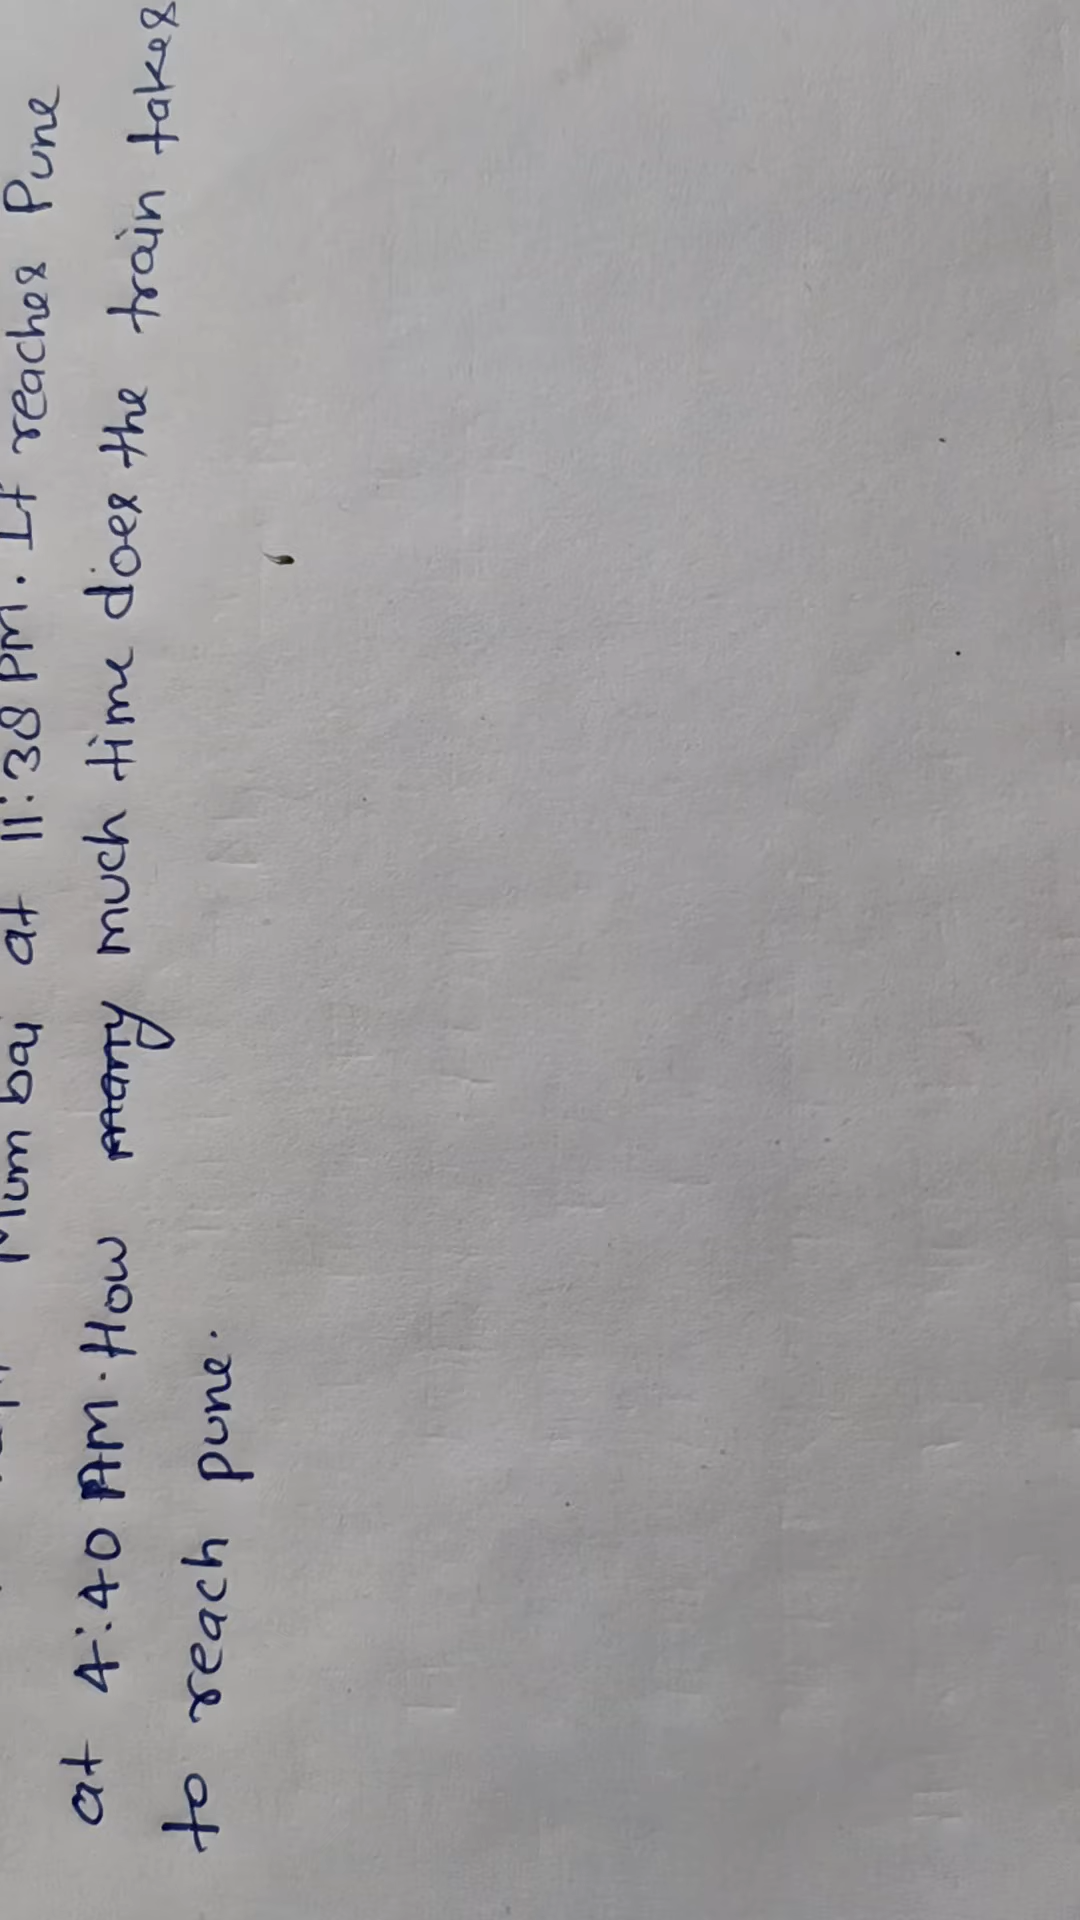 Mumbai at 11:38 PM. It reaches Pune
at 4:40 AM. How many much time does the train takes
to reach pune.